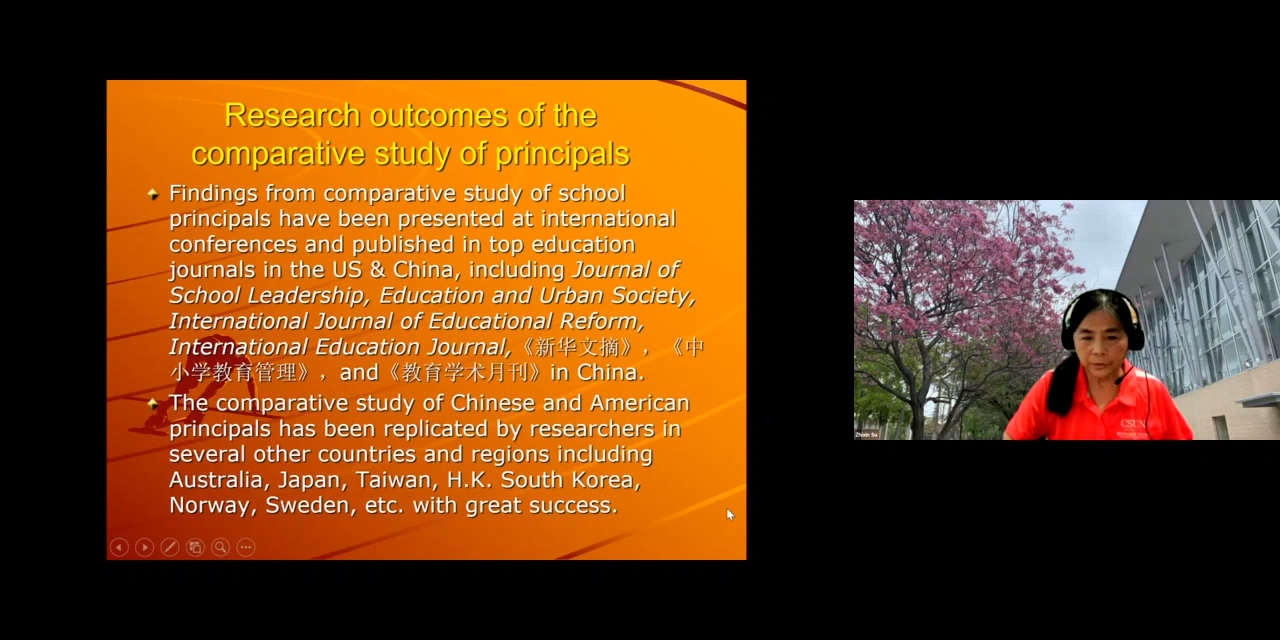 Research outcomes of the
comparative study of principals
Findings from comparative study of school
principals have been presented at international
conferences and published in top education
journals in the US & China, including Journal of
School Leadership, Education and Urban Society,
International Journal of Educational Reform,
International Education Journal,《新华文摘》，《中
小学教育管理》，and《教育学术月刊》in China.
The comparative study of Chinese and American
principals has been replicated by researchers in
several other countries and regions including
Australia, Japan, Taiwan, H.K. South Korea,
Norway, Sweden, etc. with great success.
CSUN
Zhixin Su